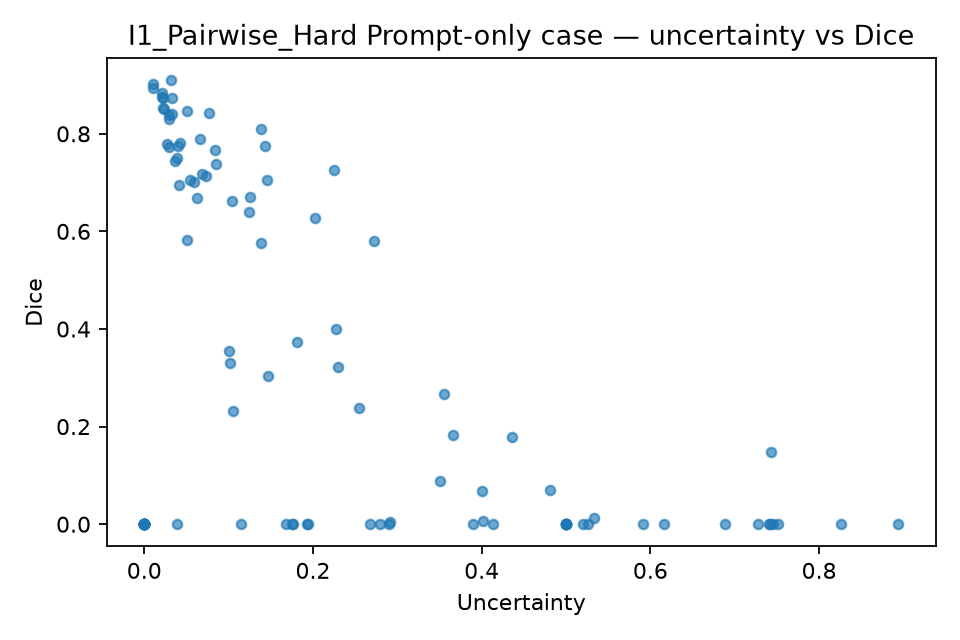 I1_Pairwise_Hard Prompt-only case — uncertainty vs Dice
0.8
0.6
Dice
0.4
0.2
0.0
0.0 0.2 0.4 0.6 0.8
Uncertainty